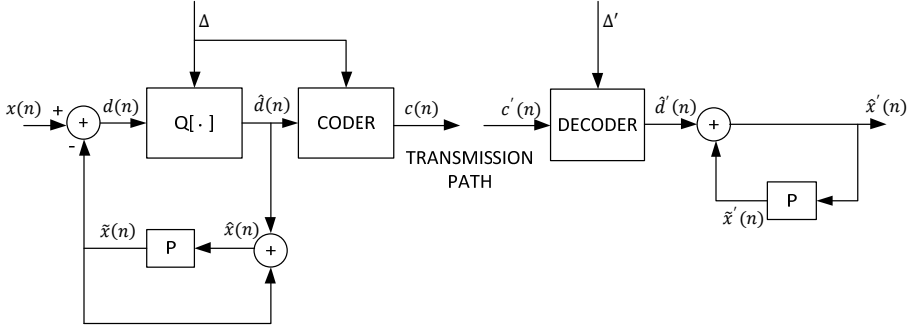 Δ
Δ′
x(n)
+
+
-
d(n)
Q[ . ]
d̂(n)
CODER
c(n)
c′(n)
DECODER
d̂′(n)
+
x̂′(n)
TRANSMISSION
PATH
x̃(n)
P
x̂(n)
+
P
x̃′(n)